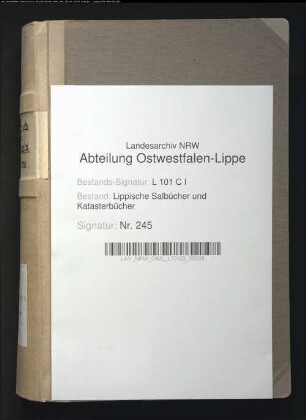 Landesarchiv NRW
Abteilung Ostwestfalen-Lippe
Bestands-Signatur: L 101 C I
Bestand: Lippische Salbücher und
Katasterbücher
Signatur: Nr. 245